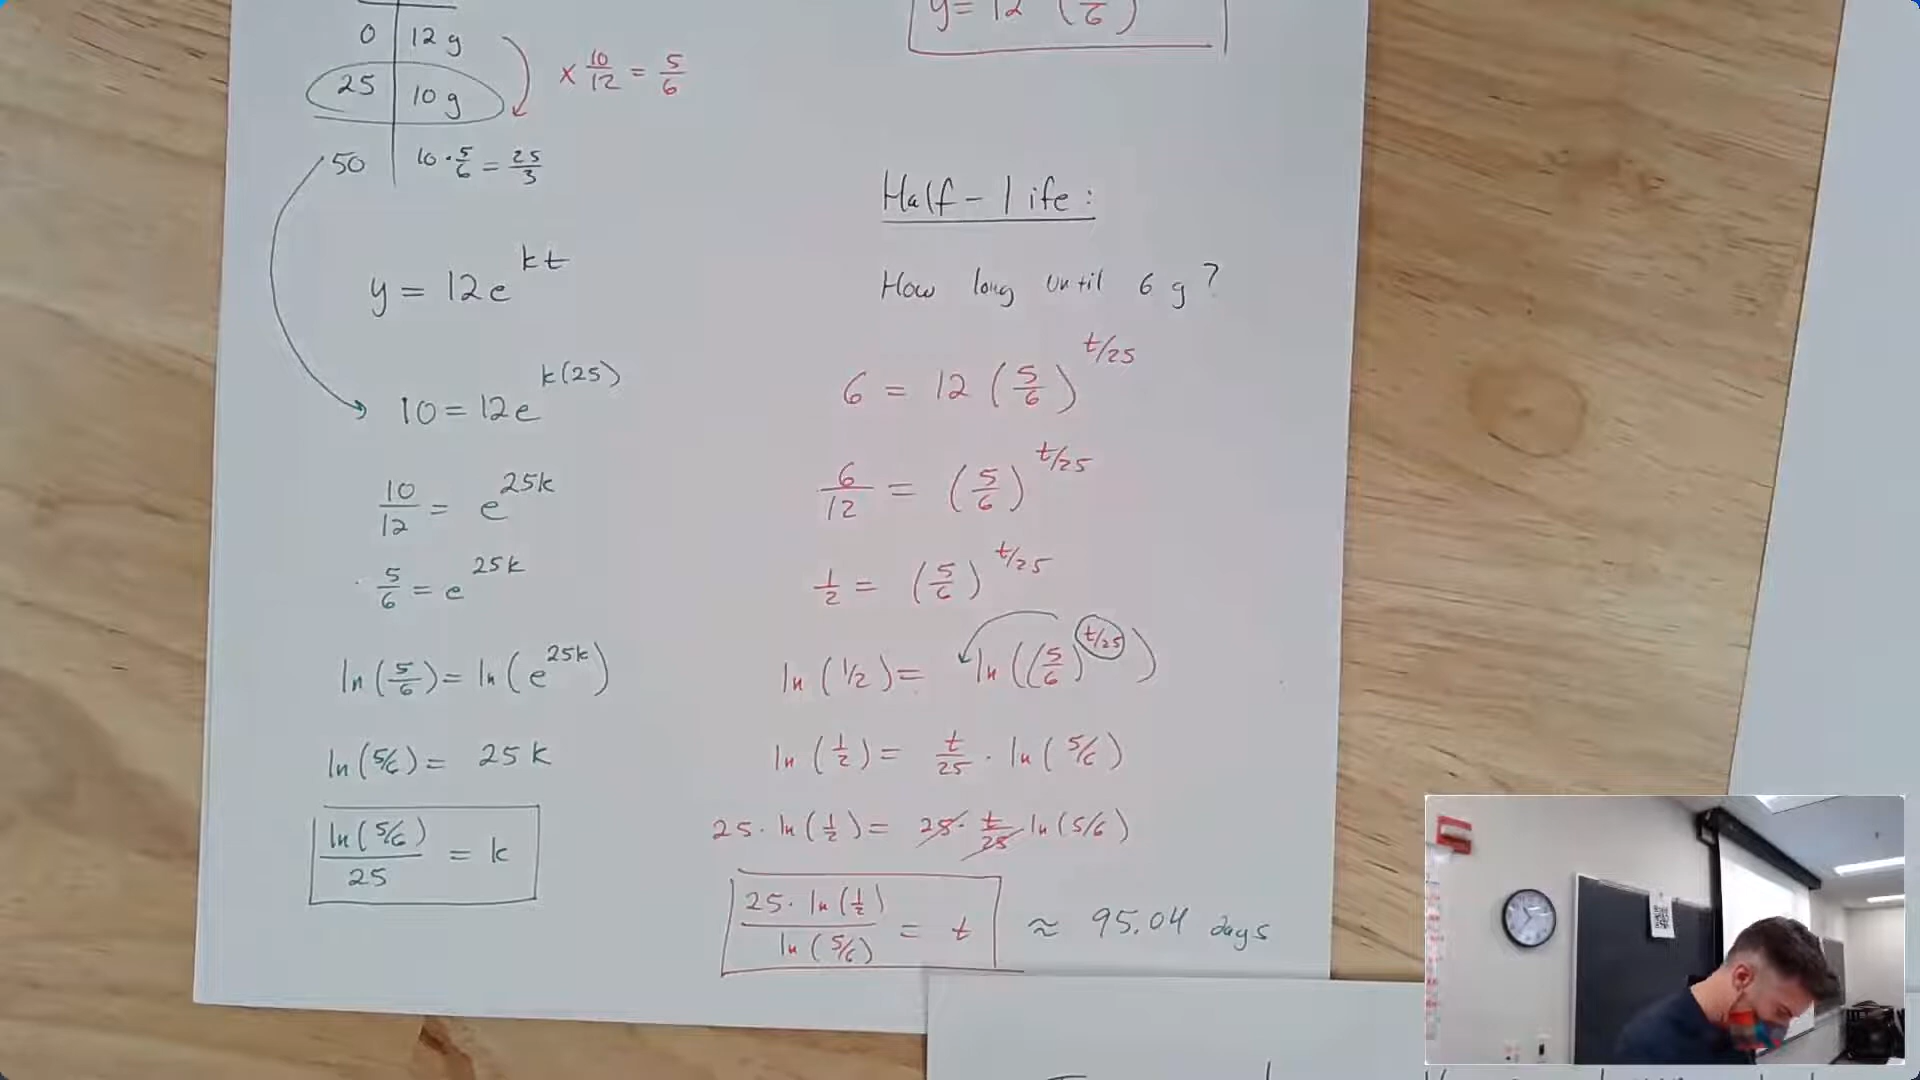 0 | 12 g
× 10/12 = 5/6
25 | 10 g
50 | 10 · 5/6 = 25/3
y = 12e^(kt)
10 = 12e^(k(25))
10/12 = e^(25k)
5/6 = e^(25k)
ln(5/6) = ln(e^(25k))
ln(5/6) = 25k
ln(5/6)/25 = k
y = 12 (5/6)
Half-life:
How long until 6 g?
6 = 12 (5/6)^(t/25)
6/12 = (5/6)^(t/25)
1/2 = (5/6)^(t/25)
ln(1/2) = ln((5/6)^(t/25))
ln(1/2) = t/25 · ln(5/6)
25 · ln(1/2) = 25 · t/25 ln(5/6)
25 · ln(1/2)/ln(5/6) = t ≈ 95.04 days